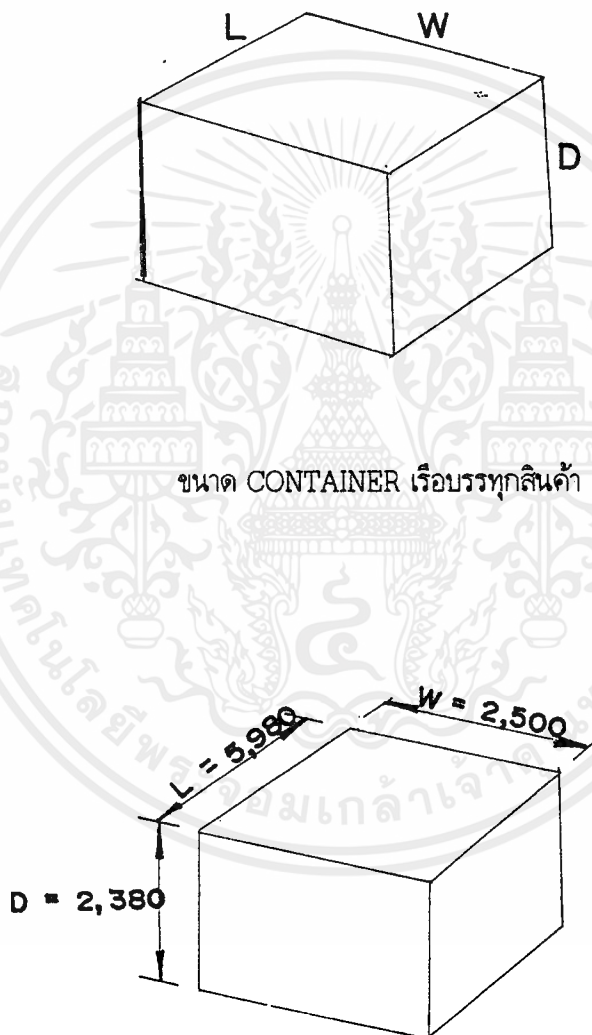 L
W
D
ขนาด CONTAINER เรือบรรทุกสินค้า
W = 2,500
L = 5,980
D = 2,380